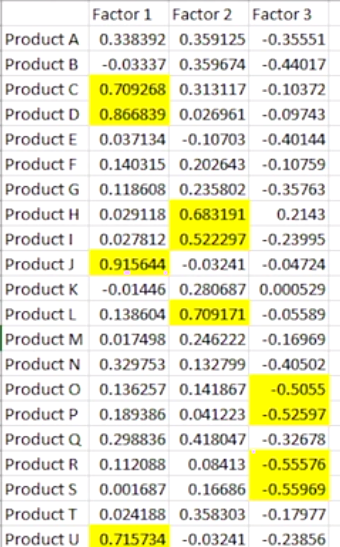 Factor 1 Factor 2 Factor 3
Product A 0.338392 0.359125 -0.35551
Product B -0.03337 0.359674 -0.44017
Product C 0.709268 0.313117 -0.10372
Product D 0.866839 0.026961 -0.09743
Product E 0.037134 -0.10703 -0.40144
Product F 0.140315 0.202643 -0.10759
Product G 0.118608 0.235802 -0.35763
Product H 0.029118 0.683191 0.2143
Product I 0.027812 0.522297 -0.23995
Product J 0.915644 -0.03241 -0.04724
Product K -0.01446 0.280687 0.000529
Product L 0.138604 0.709171 -0.05589
Product M 0.017498 0.246222 -0.16969
Product N 0.329753 0.132799 -0.40502
Product O 0.136257 0.141867 -0.5055
Product P 0.189386 0.041223 -0.52597
Product Q 0.298836 0.418047 -0.32678
Product R 0.112088 0.08413 -0.55576
Product S 0.001687 0.16686 -0.55969
Product T 0.024188 0.358303 -0.17977
Product U 0.715734 -0.03241 -0.23856